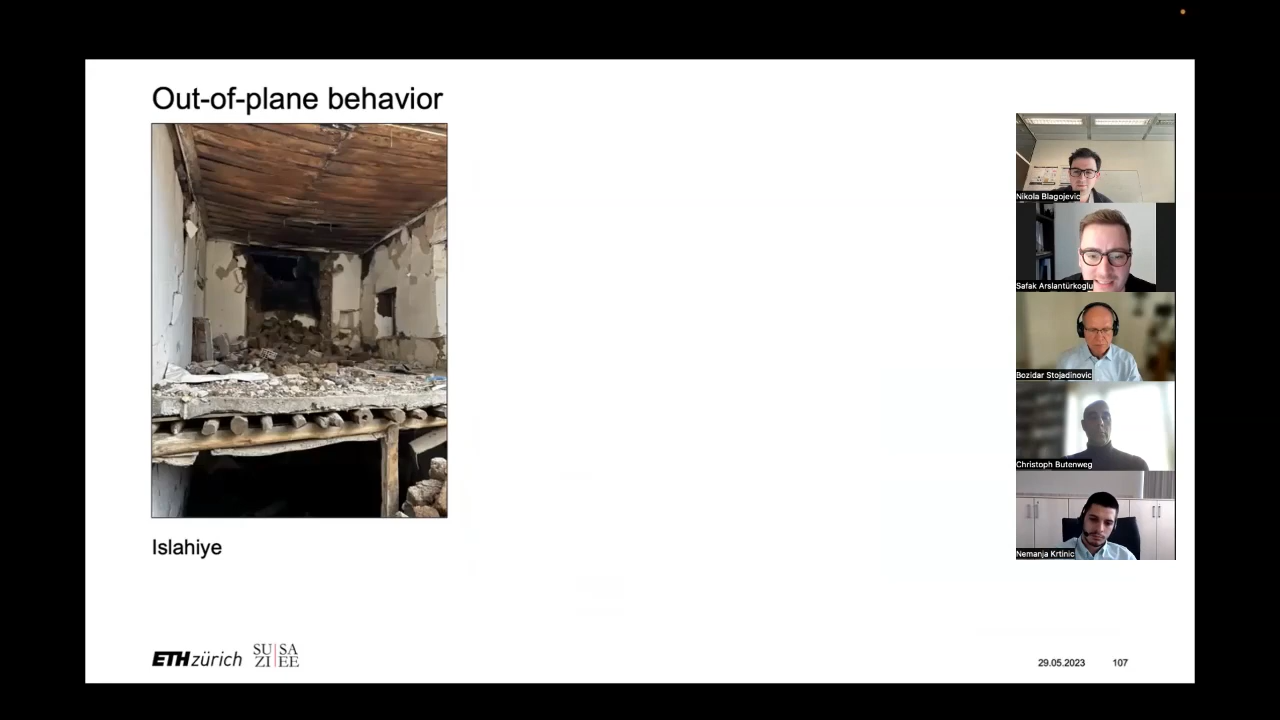 Out-of-plane behavior
Nikola Blagojevic
Safak Arslantürkoglu
Bozidar Stojadinovic
Christoph Butenweg
Nemanja Krtinic
Islahiye
ETH zürich
SU|SA
ZI|EE
29.05.2023
107